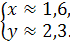 x ≈ 1,6,
y ≈ 2,3.